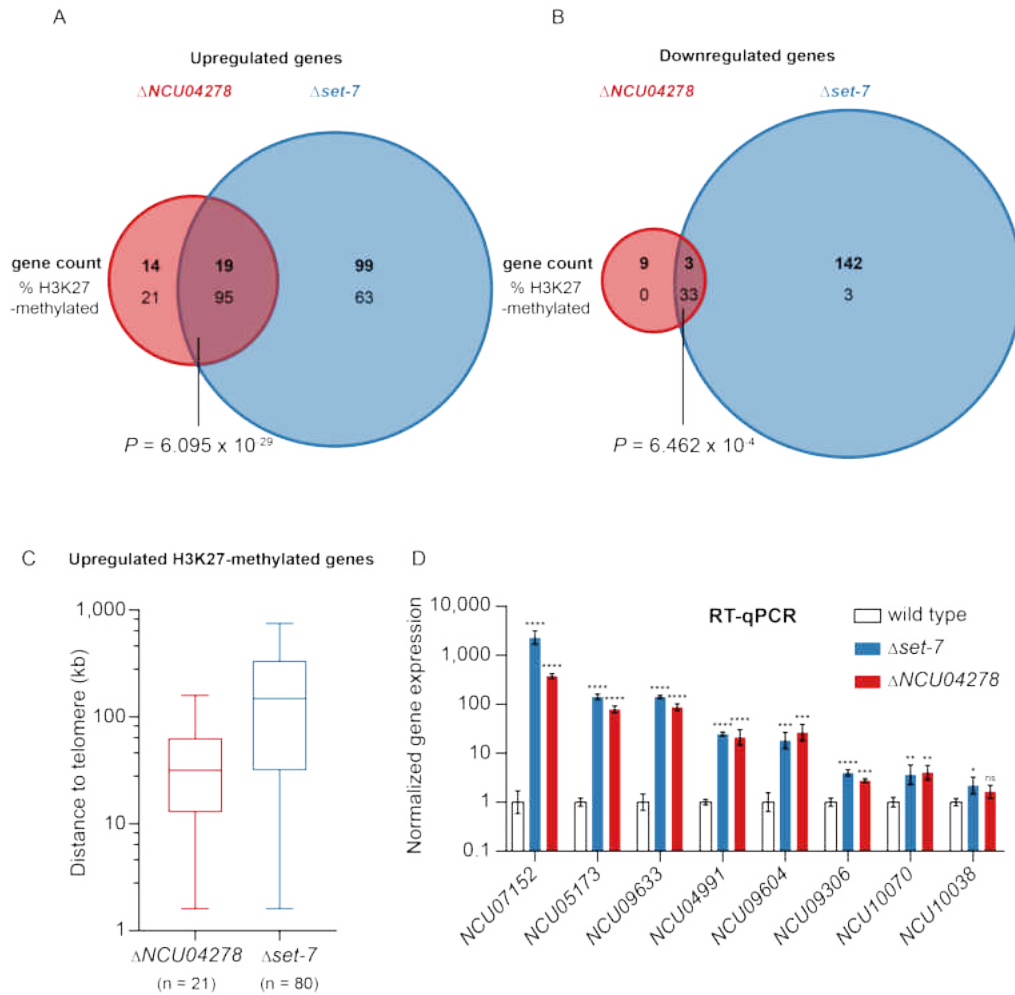 A
Upregulated genes
ΔNCU04278 Δset-7
gene count 14 19 99
% H3K27 -methylated 21 95 63
P = 6.095 x 10-29
B
Downregulated genes
ΔNCU04278 Δset-7
gene count 9 3 142
% H3K27 -methylated 0 33 3
P = 6.462 x 10-4
C Upregulated H3K27-methylated genes
Distance to telomere (kb)
1,000
100
10
1
ΔNCU04278 Δset-7
(n = 21) (n = 80)
D
RT-qPCR
Normalized gene expression
10,000
1,000
100
10
1
0.1
wild type
Δset-7
ΔNCU04278
**** ****
**** ****
**** ****
**** ****
*** ***
**** ***
** **
* ns
NCU07152
NCU05173
NCU09633
NCU04991
NCU09604
NCU09306
NCU10070
NCU10038